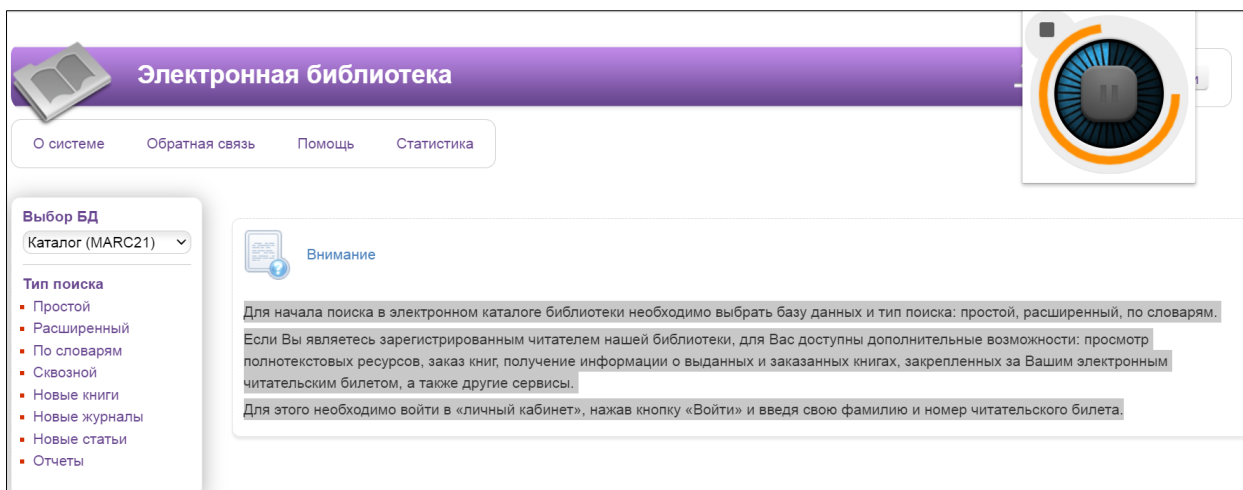 Электронная библиотека
О системе
Обратная связь
Помощь
Статистика
Выбор БД
Каталог (MARC21)
Тип поиска
Простой
Расширенный
По словарям
Сквозной
Новые книги
Новые журналы
Новые статьи
Отчеты
Внимание
Для начала поиска в электронном каталоге библиотеки необходимо выбрать базу данных и тип поиска: простой, расширенный, по словарям.
Если Вы являетесь зарегистрированным читателем нашей библиотеки, для Вас доступны дополнительные возможности: просмотр
полнотекстовых ресурсов, заказ книг, получение информации о выданных и заказанных книгах, закрепленных за Вашим электронным
читательским билетом, а также другие сервисы.
Для этого необходимо войти в «личный кабинет», нажав кнопку «Войти» и введя свою фамилию и номер читательского билета.